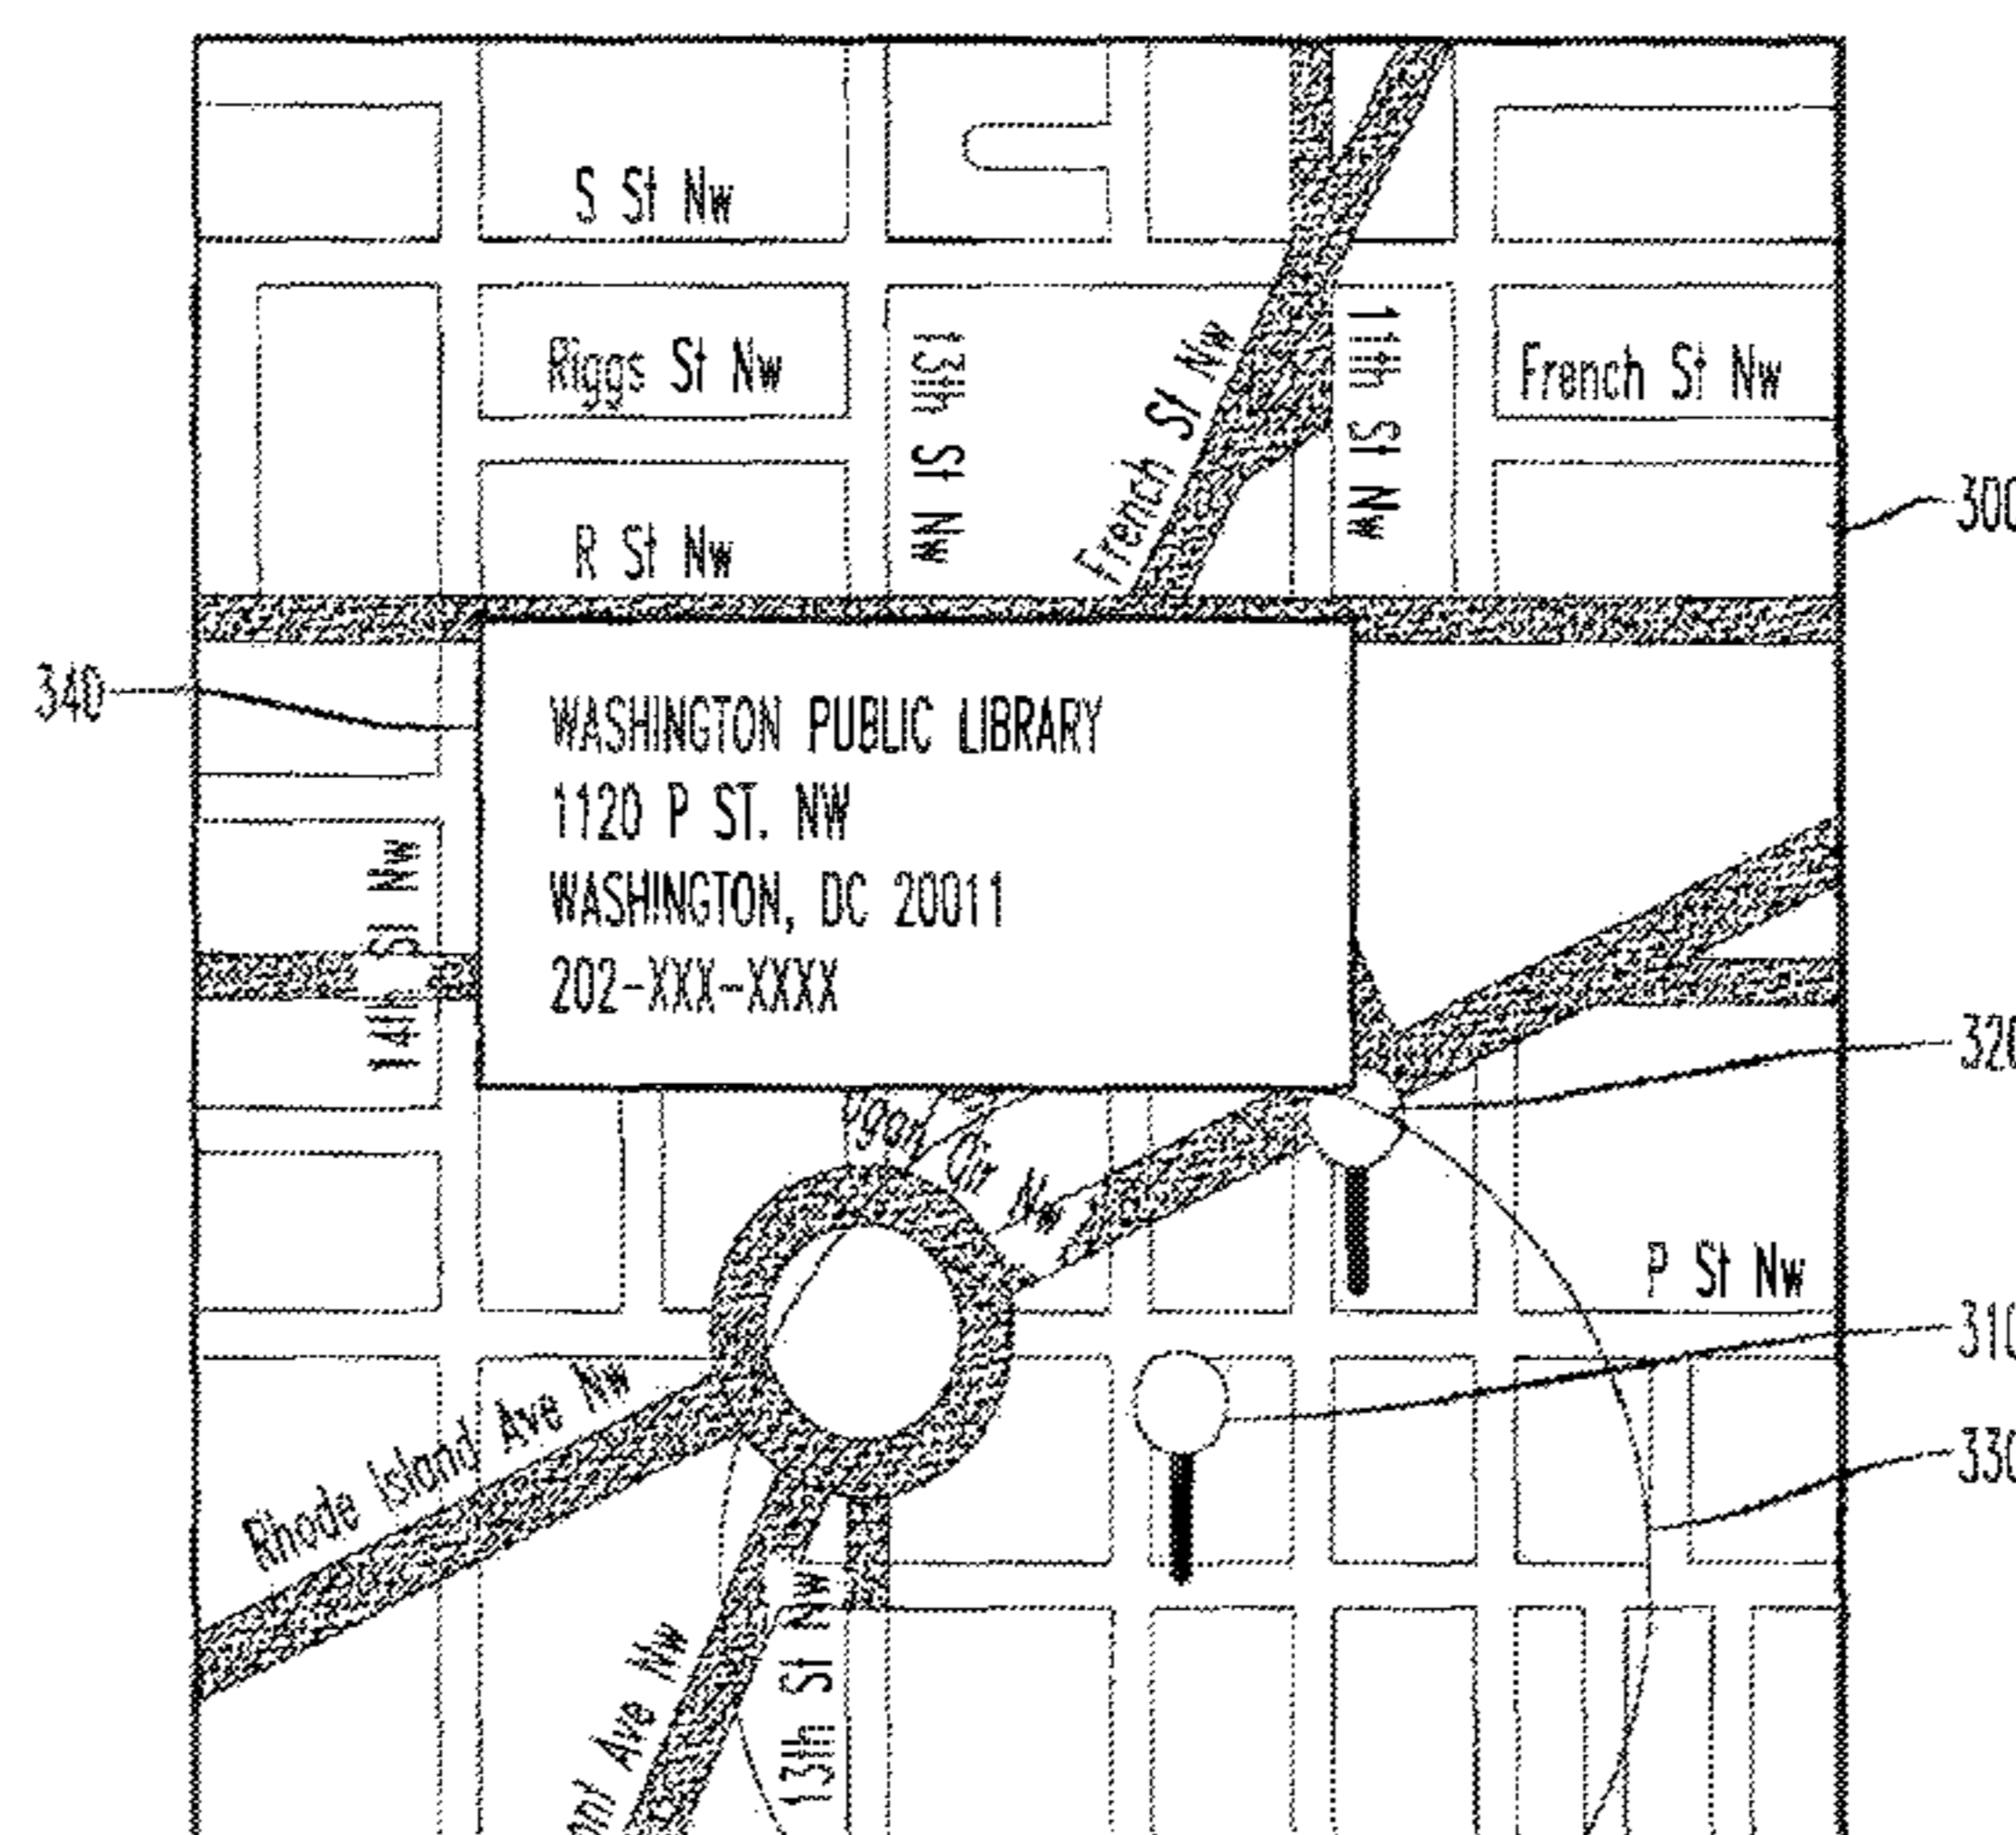 S St Nw
Riggs St Nw
13th St Nw
French St Nw
11th St Nw
French St Nw
300
R St Nw
340
WASHINGTON PUBLIC LIBRARY
1120 P ST. NW
WASHINGTON, DC 20011
202-XXX-XXXX
14th St Nw
320
Cir Nw
P St Nw
310
Rhode Island Ave Nw
330
Ave Nw
13th St Nw